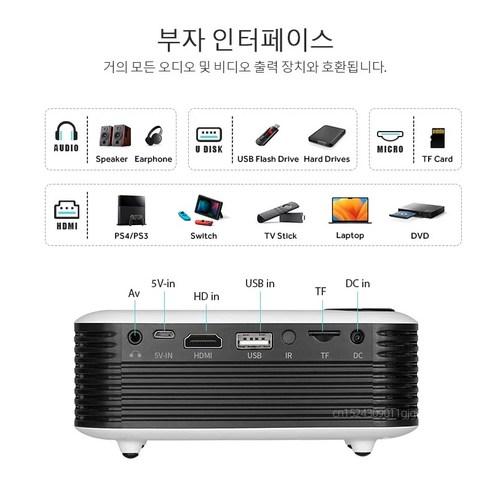 부자 인터페이스
거의 모든 오디오 및 비디오 출력 장치와 호환됩니다.
AUDIO
Speaker
Earphone
U DISK
USB Flash Drive
Hard Drives
MICRO
TF Card
HDMI
PS4/PS3
Switch
TV Stick
Laptop
DVD
Av
5V-in
HD in
USB in
TF
DC in
5V-IN
HDMI
USB
IR
TF
DC